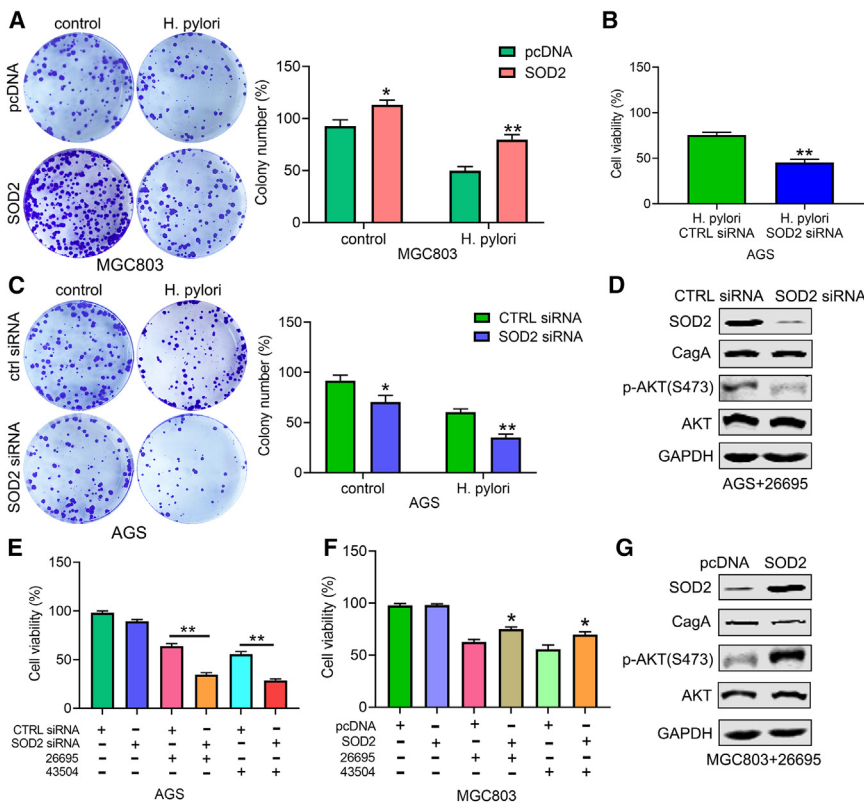 A
control
H. pylori
pcDNA
SOD2
MGC803
pcDNA
SOD2
Colony number (%)
150
100
50
0
*
**
control
H. pylori
MGC803
B
Cell viability (%)
150
100
50
0
**
H. pylori
CTRL siRNA
H. pylori
SOD2 siRNA
AGS
C
control
H. pylori
ctrl siRNA
SOD2 siRNA
AGS
CTRL siRNA
SOD2 siRNA
Colony number (%)
150
100
50
0
*
**
control
H. pylori
AGS
D
CTRL siRNA SOD2 siRNA
SOD2
CagA
p-AKT(S473)
AKT
GAPDH
AGS+26695
E
Cell viability (%)
150
100
50
0
**
**
CTRL siRNA + - + - + -
SOD2 siRNA - + - + - +
26695 - - + + - -
43504 - - - - + +
AGS
F
Cell viability (%)
150
100
50
0
*
*
pcDNA + - + - + -
SOD2 - + - + - +
26695 - - + + - -
43504 - - - - + +
MGC803
G
pcDNA SOD2
SOD2
CagA
p-AKT(S473)
AKT
GAPDH
MGC803+26695